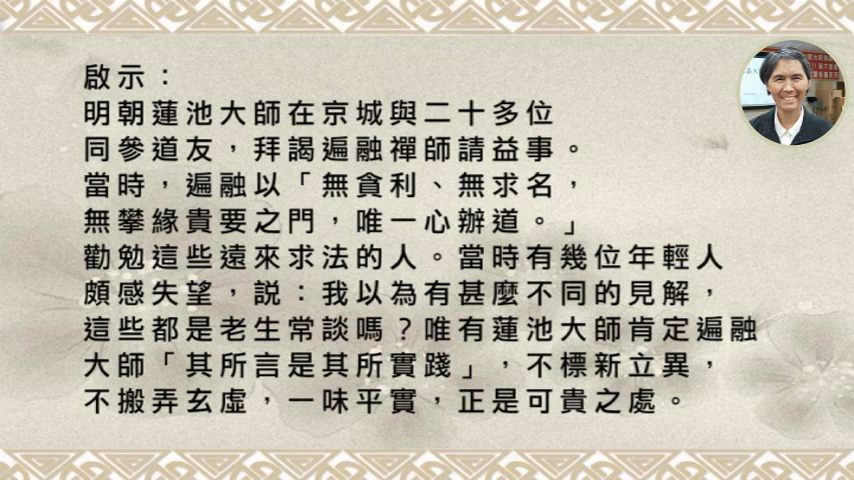 啟示：
明朝蓮池大師在京城與二十多位
同參道友，拜謁遍融禪師請益事。
當時，遍融以「無貪利、無求名，
無攀緣貴要之門，唯一心辦道。」
勸勉這些遠來求法的人。當時有幾位年輕人
頗感失望，說：我以為有甚麼不同的見解，
這些都是老生常談嗎？唯有蓮池大師肯定遍融
大師「其所言是其所實踐」，不標新立異，
不搬弄玄虛，一味平實，正是可貴之處。